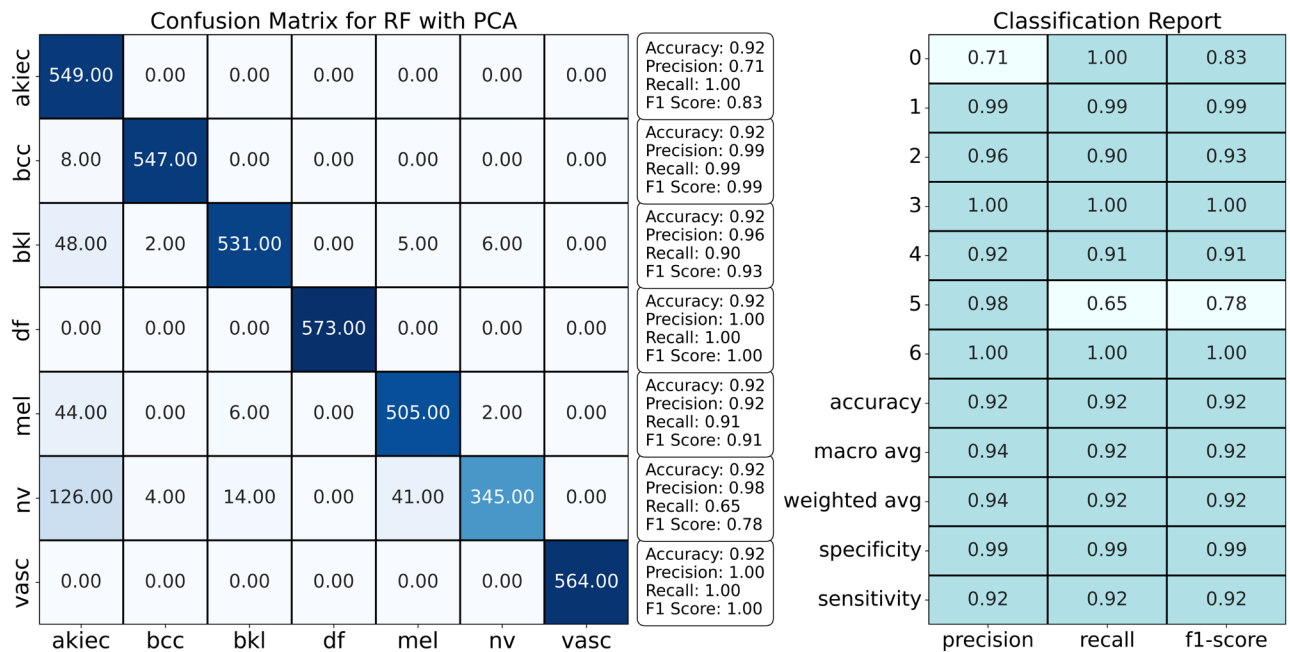 Confusion Matrix for RF with PCA
akiec 549.00 0.00 0.00 0.00 0.00 0.00 0.00
Accuracy: 0.92
Precision: 0.71
Recall: 1.00
F1 Score: 0.83
bcc 8.00 547.00 0.00 0.00 0.00 0.00 0.00
Accuracy: 0.92
Precision: 0.99
Recall: 0.99
F1 Score: 0.99
bkl 48.00 2.00 531.00 0.00 5.00 6.00 0.00
Accuracy: 0.92
Precision: 0.96
Recall: 0.90
F1 Score: 0.93
df 0.00 0.00 0.00 573.00 0.00 0.00 0.00
Accuracy: 0.92
Precision: 1.00
Recall: 1.00
F1 Score: 1.00
mel 44.00 0.00 6.00 0.00 505.00 2.00 0.00
Accuracy: 0.92
Precision: 0.92
Recall: 0.91
F1 Score: 0.91
nv 126.00 4.00 14.00 0.00 41.00 345.00 0.00
Accuracy: 0.92
Precision: 0.98
Recall: 0.65
F1 Score: 0.78
vasc 0.00 0.00 0.00 0.00 0.00 0.00 564.00
Accuracy: 0.92
Precision: 1.00
Recall: 1.00
F1 Score: 1.00
akiec bcc bkl df mel nv vasc
Classification Report
0 0.71 1.00 0.83
1 0.99 0.99 0.99
2 0.96 0.90 0.93
3 1.00 1.00 1.00
4 0.92 0.91 0.91
5 0.98 0.65 0.78
6 1.00 1.00 1.00
accuracy 0.92 0.92 0.92
macro avg 0.94 0.92 0.92
weighted avg 0.94 0.92 0.92
specificity 0.99 0.99 0.99
sensitivity 0.92 0.92 0.92
precision recall f1-score